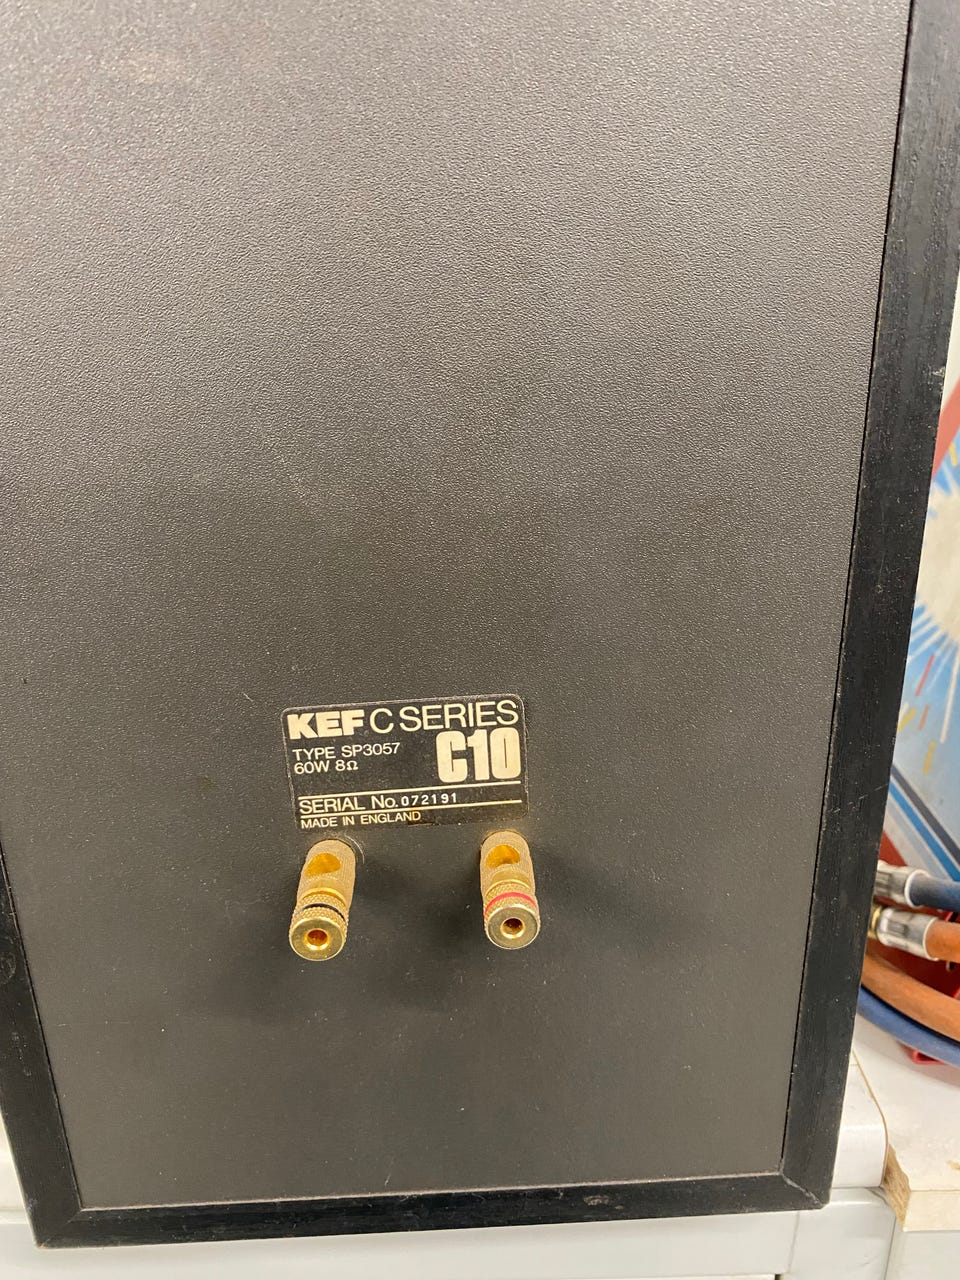 KEF C SERIES
TYPE SP3057
60W 8Ω
C10
SERIAL No. 072191
MADE IN ENGLAND